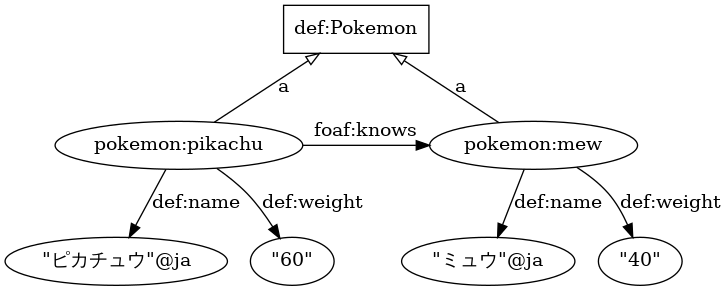 def:Pokemon
a
a
pokemon:pikachu
foaf:knows
pokemon:mew
def:name
def:weight
def:name
def:weight
"ピカチュウ"@ja
"60"
"ミュウ"@ja
"40"